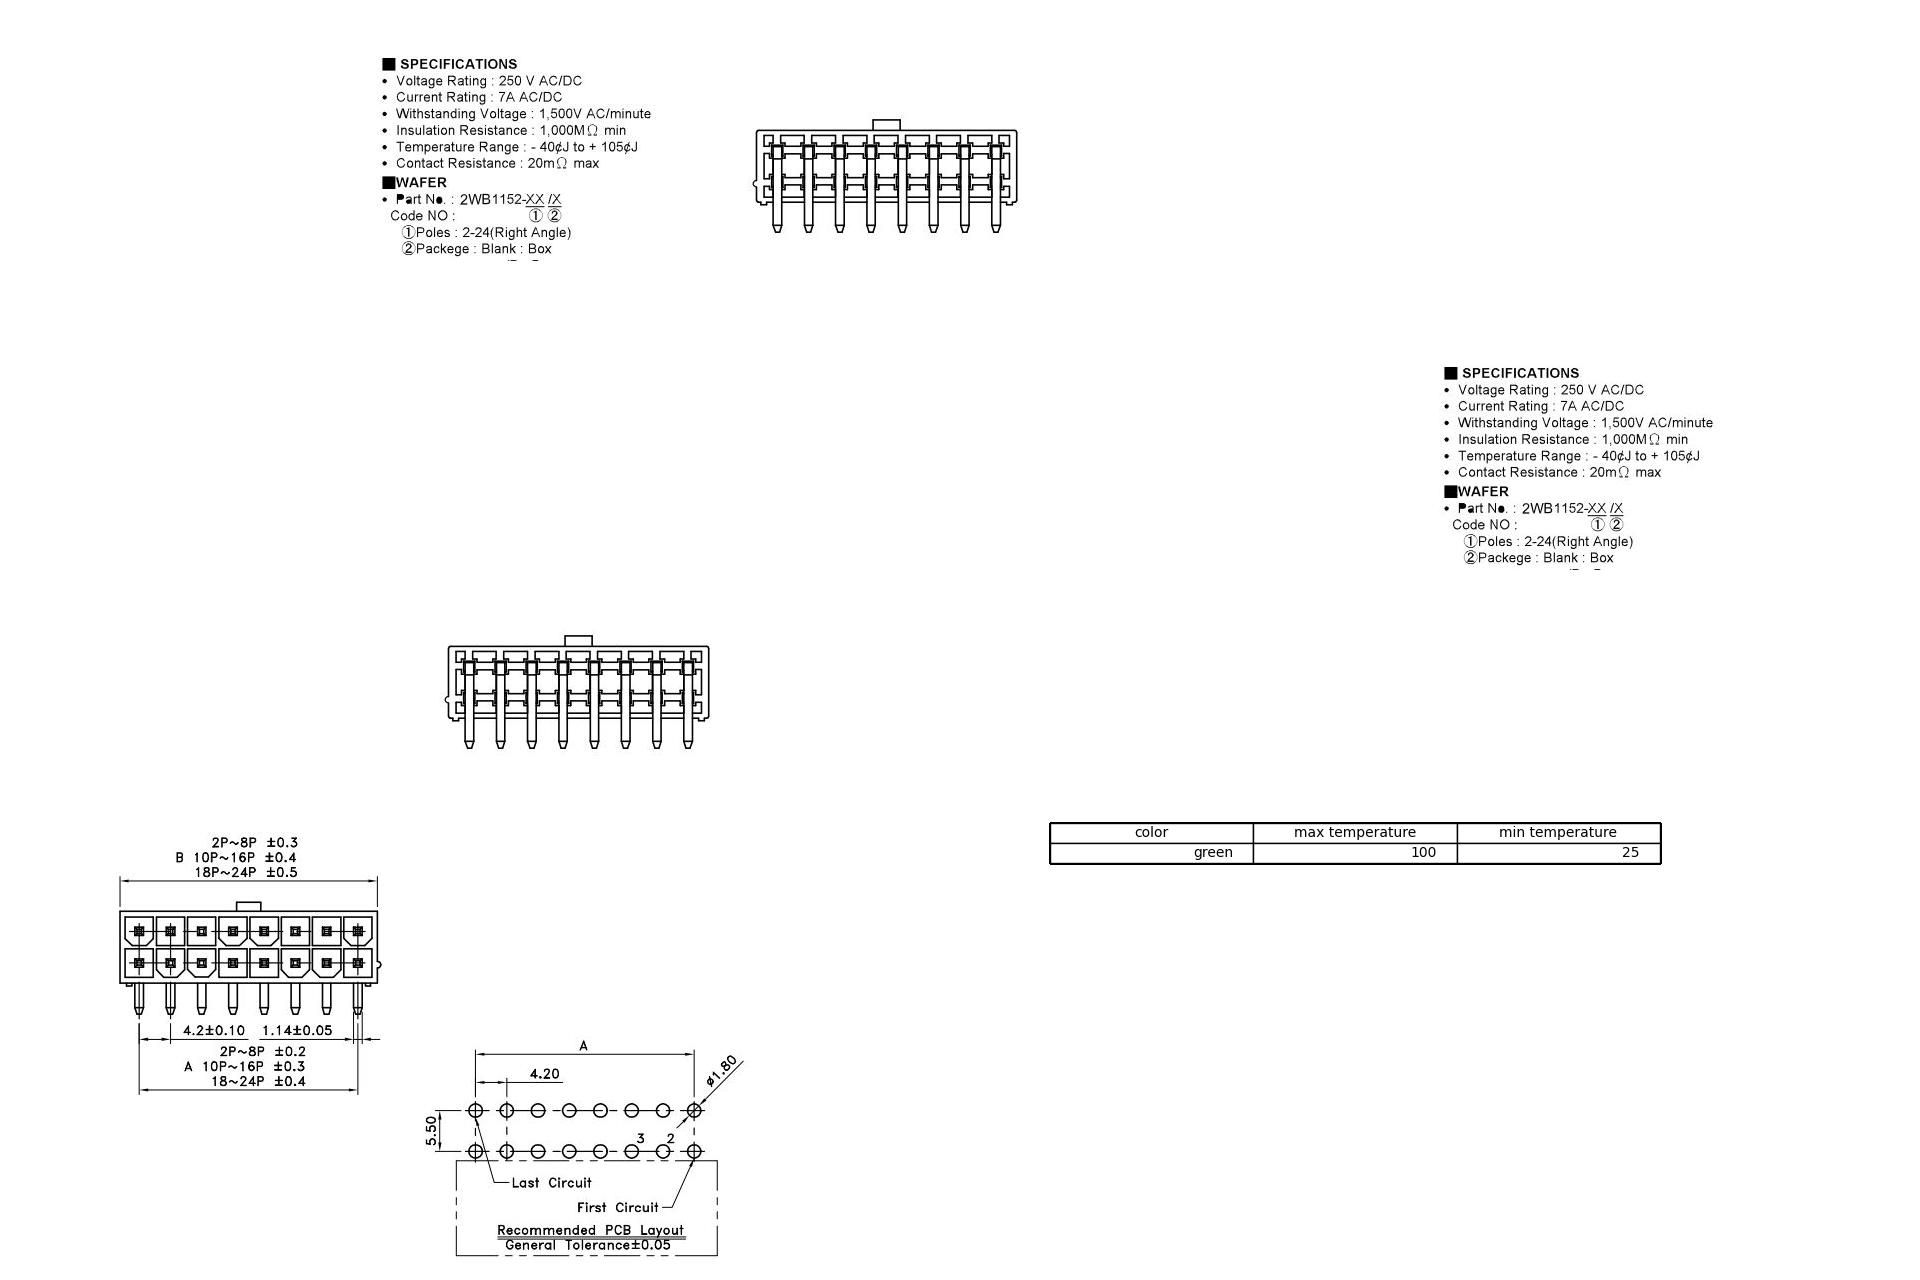 ■ SPECIFICATIONS
• Voltage Rating : 250 V AC/DC
• Current Rating : 7A AC/DC
• Withstanding Voltage : 1,500V AC/minute
• Insulation Resistance : 1,000MΩ min
• Temperature Range : - 40¢J to + 105¢J
• Contact Resistance : 20mΩ max
■WAFER
• Part No. : 2WB1152-XX /X
Code NO : ① ②
①Poles : 2-24(Right Angle)
②Packege : Blank : Box
■ SPECIFICATIONS
• Voltage Rating : 250 V AC/DC
• Current Rating : 7A AC/DC
• Withstanding Voltage : 1,500V AC/minute
• Insulation Resistance : 1,000MΩ min
• Temperature Range : - 40¢J to + 105¢J
• Contact Resistance : 20mΩ max
■WAFER
• Part No. : 2WB1152-XX /X
Code NO : ① ②
①Poles : 2-24(Right Angle)
②Packege : Blank : Box
color max temperature min temperature
green 100 25
2P~8P ±0.3
B 10P~16P ±0.4
18P~24P ±0.5
4.2±0.10 1.14±0.05
2P~8P ±0.2
A 10P~16P ±0.3
18~24P ±0.4
A
4.20
ø1.80
5.50
3 2
Last Circuit
First Circuit
Recommended PCB Layout
General Tolerance±0.05